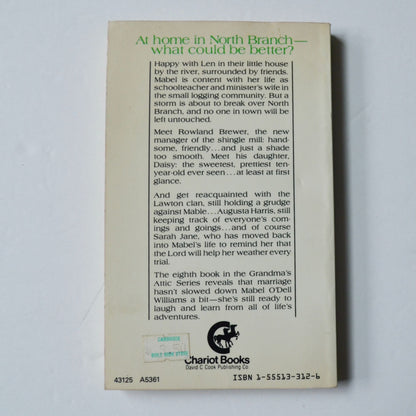 At home in North Branch—
what could be better?
Happy with Len in their little house
by the river, surrounded by friends.
Mabel is content with her life as
schoolteacher and minister's wife in
the small logging community. But a
storm is about to break over North
Branch, and no one in town will be
left untouched.
Meet Rowland Brewer, the new
manager of the shingle mill: hand-
some, friendly...and just a shade
too smooth. Meet his daughter,
Daisy: the sweetest, prettiest ten-
year-old ever seen...at least at first
glance.
And get reacquainted with the
Lawton clan, still holding a grudge
against Mable...Augusta Harris, still
keeping track of everyone's com-
ings and goings...and of course
Sarah Jane, who has moved back
into Mabel's life to remind her that
the Lord will help her weather every
trial.
The eighth book in the Grandma's
Attic Series reveals that marriage
hasn't slowed down Mabel O'Dell
Williams a bit—she's still ready to
laugh and learn from all of life's
adventures.
Chariot Books
David C. Cook Publishing Co.
43125 A5361
ISBN 1-55513-312-6